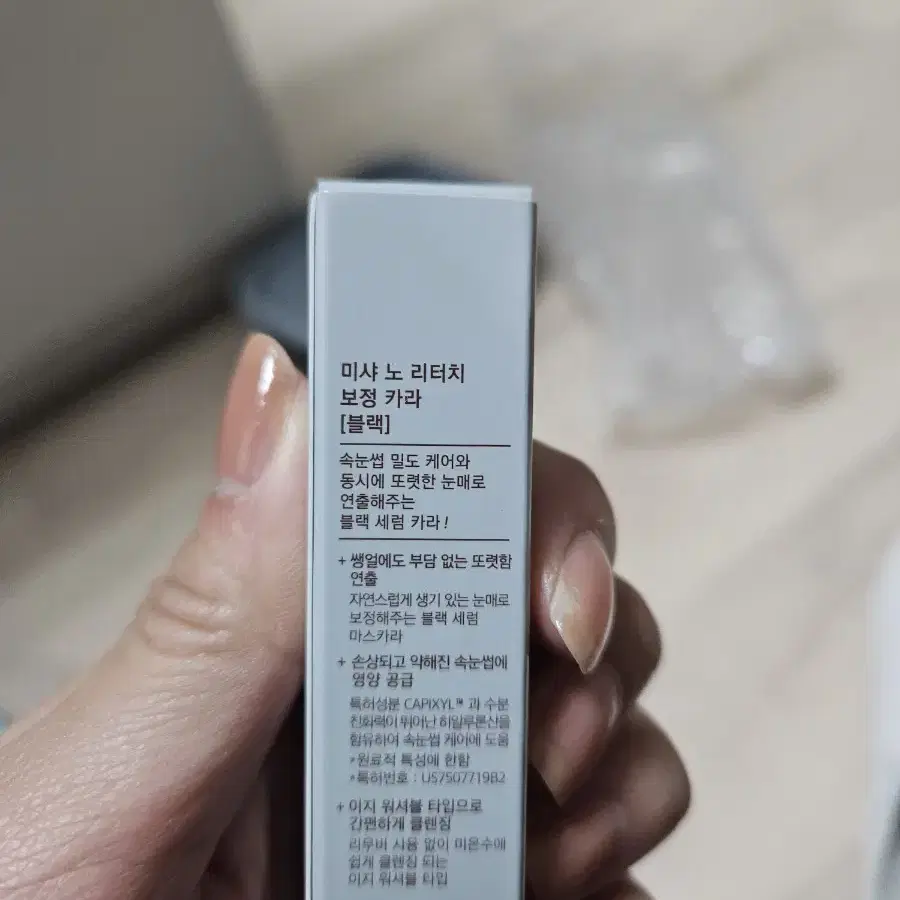 미샤 노 리터치
보정 카라
[블랙]
속눈썹 밀도 케어와
동시에 또렷한 눈매로
연출해주는
블랙 세럼 카라!
+ 쌩얼에도 부담 없는 또렷함
연출
자연스럽게 생기 있는 눈매로
보정해주는 블랙 세럼
마스카라
+ 손상되고 약해진 속눈썹에
영양 공급
특허성분 CAPIXYL™ 과 수분
친화력이 뛰어난 히알루론산을
함유하여 속눈썹 케어에 도움
*원료적 특성에 한함
*특허번호 : US7507719B2
+ 이지 워셔블 타입으로
간편하게 클렌징
리무버 사용 없이 미온수에
쉽게 클렌징 되는
이지 워셔블 타입